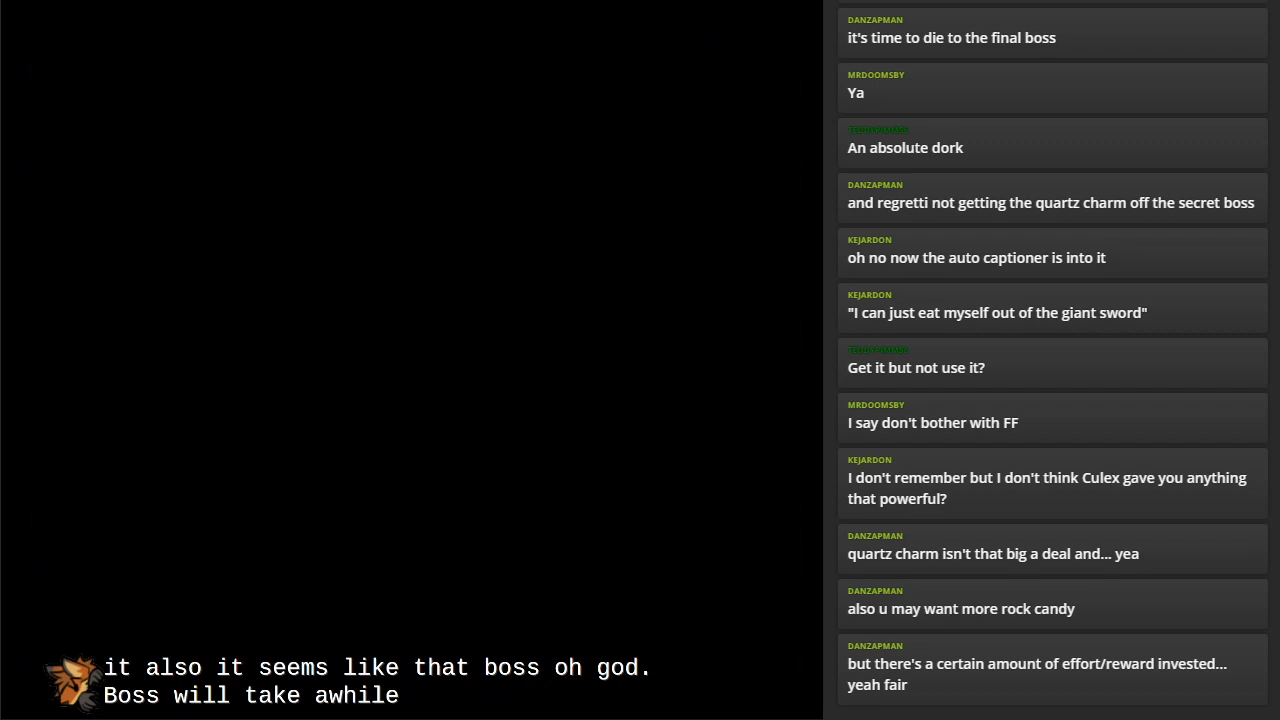 DANZAPMAN
it's time to die to the final boss
MRDOOMSBY
Ya
An absolute dork
DANZAPMAN
and regretti not getting the quartz charm off the secret boss
KEJARDON
oh no now the auto captioner is into it
KEJARDON
"I can just eat myself out of the giant sword"
Get it but not use it?
MRDOOMSBY
I say don't bother with FF
KEJARDON
I don't remember but I don't think Culex gave you anything
that powerful?
DANZAPMAN
quartz charm isn't that big a deal and... yea
DANZAPMAN
also u may want more rock candy
DANZAPMAN
but there's a certain amount of effort/reward invested...
yeah fair
it also it seems like that boss oh god.
Boss will take awhile